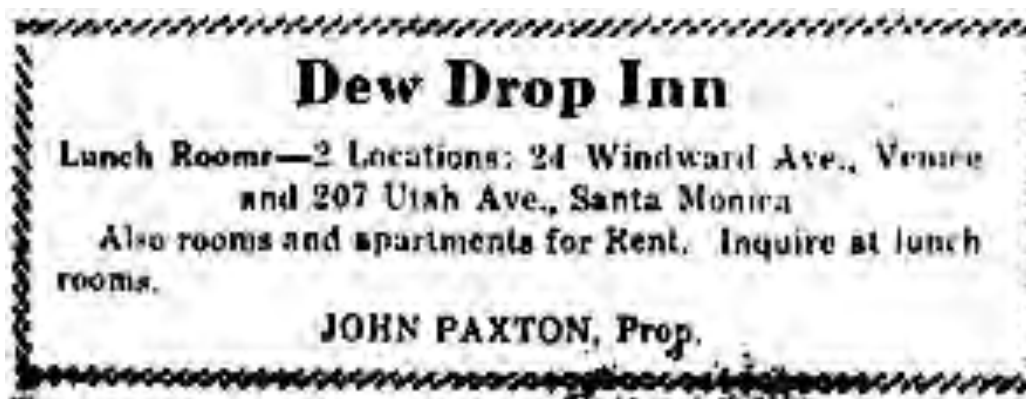 Dew Drop Inn
Lunch Rooms—2 Locations: 24 Windward Ave., Venice
and 207 Utah Ave., Santa Monica
Also rooms and apartments for Rent. Inquire at lunch
rooms.
JOHN PAXTON, Prop.